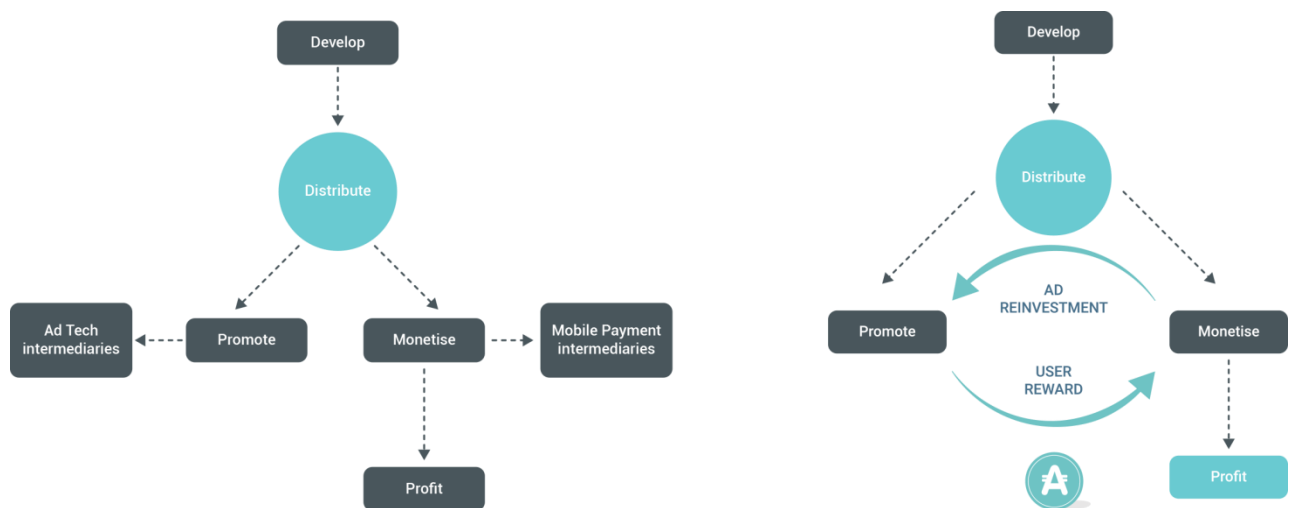 Develop
Distribute
Ad Tech
intermediaries
Promote
Monetise
Mobile Payment
intermediaries
Profit
Develop
Distribute
AD
REINVESTMENT
Promote
Monetise
USER
REWARD
Profit